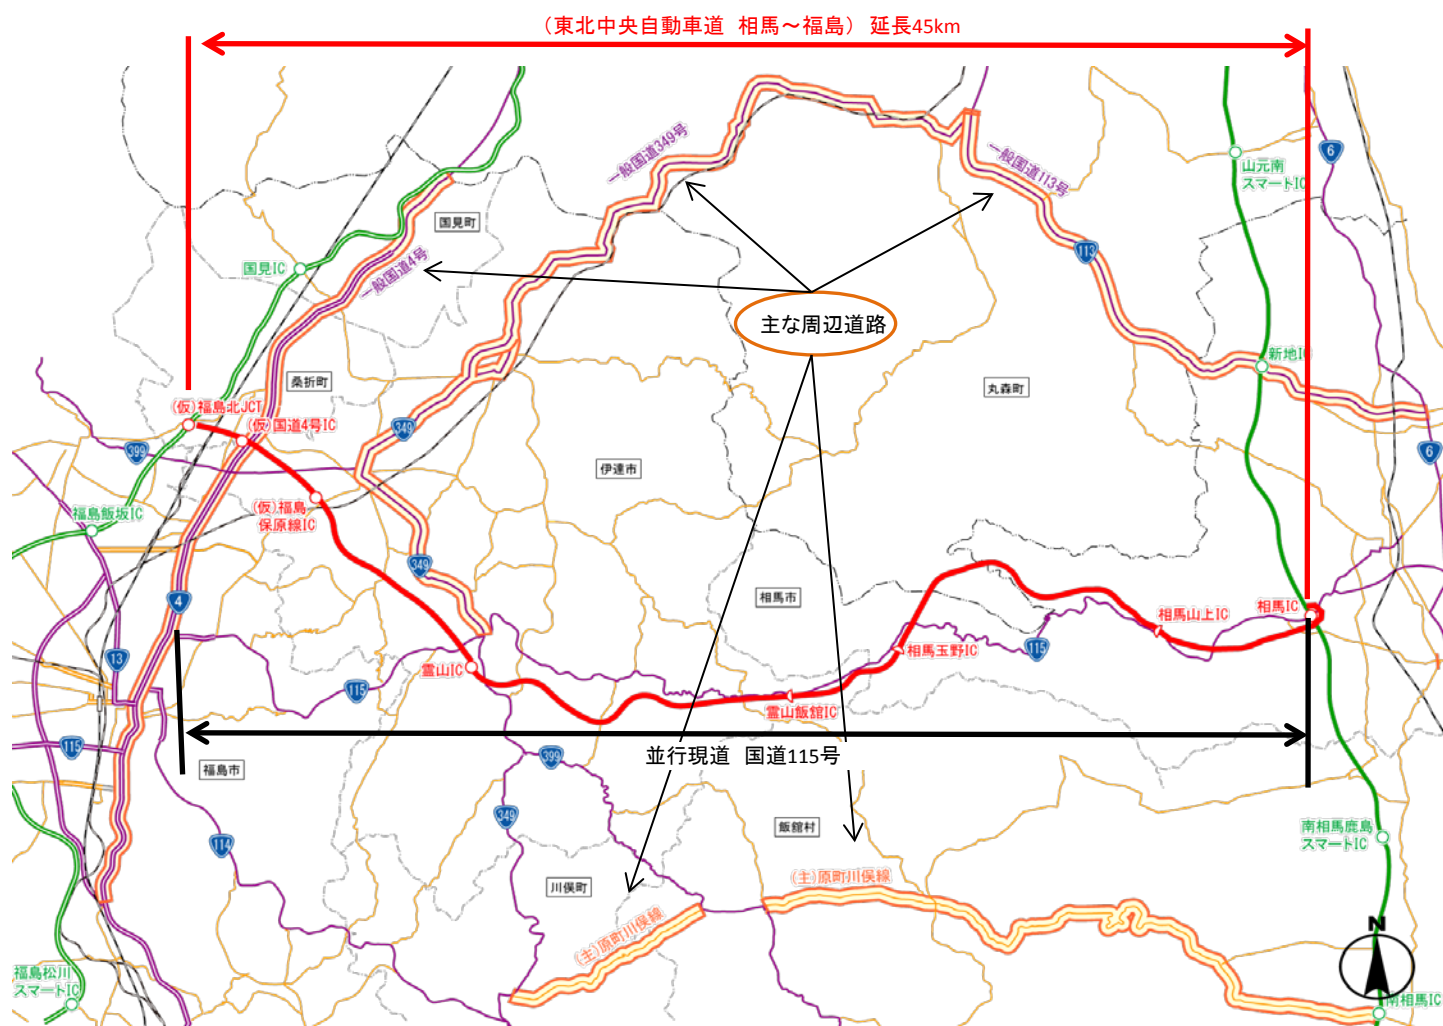 (東北中央自動車道 相馬~福島) 延長45km
一般国道349号
一般国道113号
6
山元南
スマートIC
国見町
国見IC
一般国道4号
113
主な周辺道路
新地IC
桑折町
丸森町
(仮)福島北JCT
(仮)国道4号IC
349
399
6
伊達市
(仮)福島
保原線IC
福島飯坂IC
349
4
相馬市
相馬IC
相馬山上IC
13
115
相馬玉野IC
霊山IC
115
霊山飯舘IC
115
399
並行現道 国道115号
福島市
349
114
飯舘村
南相馬鹿島
スマートIC
川俣町
(主)原町川俣線
(主)原町川俣線
N
福島松川
スマートIC
南相馬IC